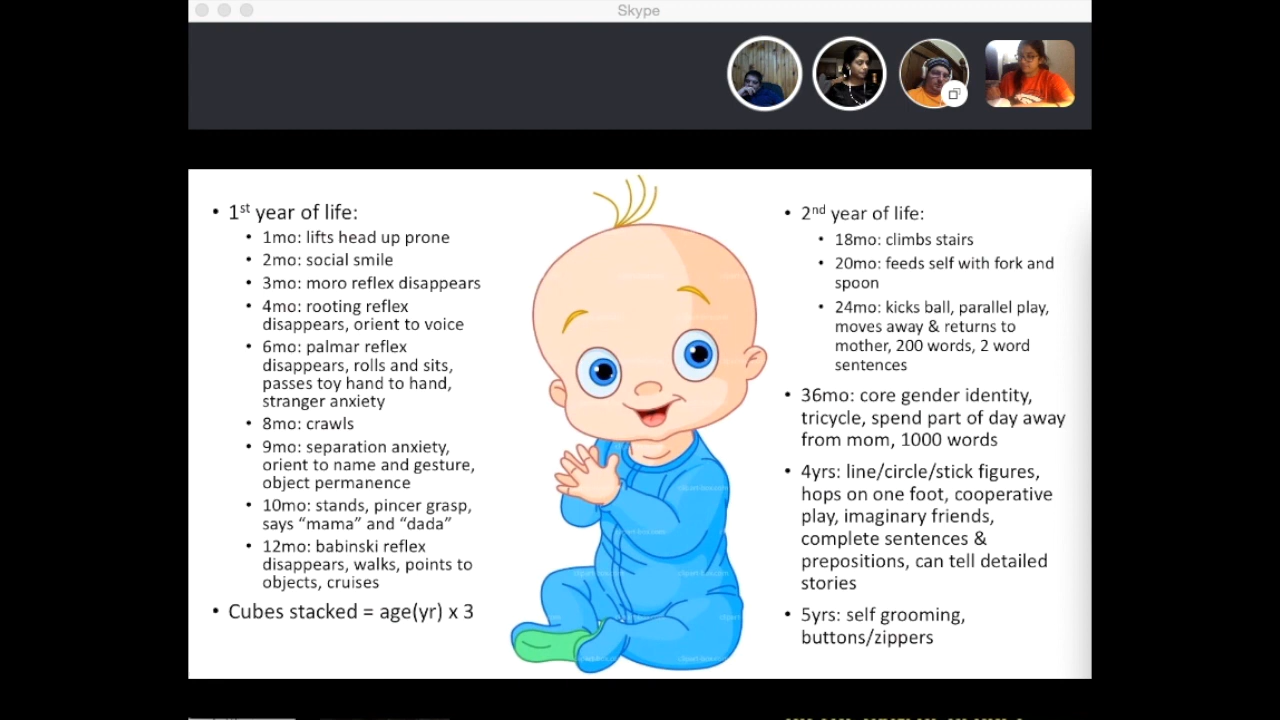 Skype
• 1st year of life:
• 1mo: lifts head up prone
• 2mo: social smile
• 3mo: moro reflex disappears
• 4mo: rooting reflex
disappears, orient to voice
• 6mo: palmar reflex
disappears, rolls and sits,
passes toy hand to hand,
stranger anxiety
• 8mo: crawls
• 9mo: separation anxiety,
orient to name and gesture,
object permanence
• 10mo: stands, pincer grasp,
says “mama” and “dada”
• 12mo: babinski reflex
disappears, walks, points to
objects, cruises
• Cubes stacked = age(yr) x 3
• 2nd year of life:
• 18mo: climbs stairs
• 20mo: feeds self with fork and
spoon
• 24mo: kicks ball, parallel play,
moves away & returns to
mother, 200 words, 2 word
sentences
• 36mo: core gender identity,
tricycle, spend part of day away
from mom, 1000 words
• 4yrs: line/circle/stick figures,
hops on one foot, cooperative
play, imaginary friends,
complete sentences &
prepositions, can tell detailed
stories
• 5yrs: self grooming,
buttons/zippers